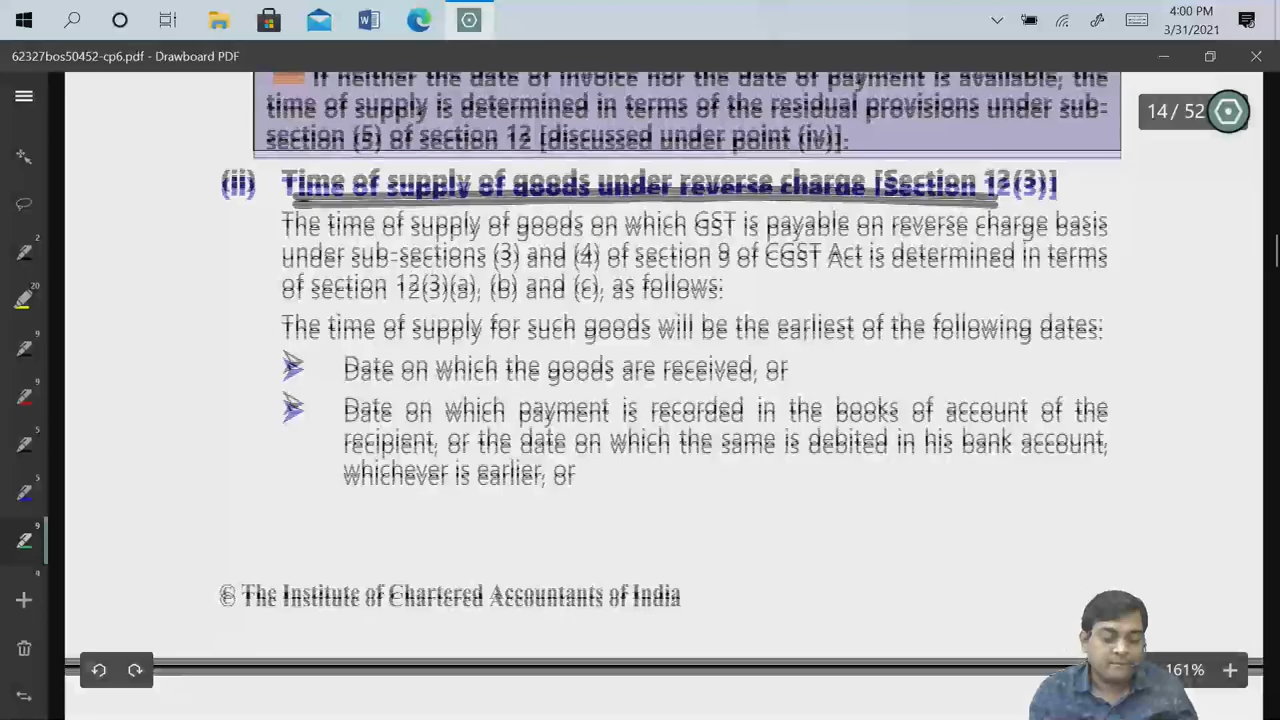 4:00 PM
3/31/2021
62327bos50452-cp6.pdf - Drawboard PDF
If neither the date of invoice nor the date of payment is available, the
time of supply is determined in terms of the residual provisions under sub-
section (5) of section 12 [discussed under point (iv)].
14 / 52
(ii) Time of supply of goods under reverse charge [Section 12(3)]
The time of supply of goods on which GST is payable on reverse charge basis
under sub-sections (3) and (4) of section 9 of CGST Act is determined in terms
of section 12(3)(a), (b) and (c), as follows:
The time of supply for such goods will be the earliest of the following dates:
Date on which the goods are received, or
Date on which payment is recorded in the books of account of the
recipient, or the date on which the same is debited in his bank account,
whichever is earlier, or
© The Institute of Chartered Accountants of India
161%
2
20
9
9
5
5
9
9